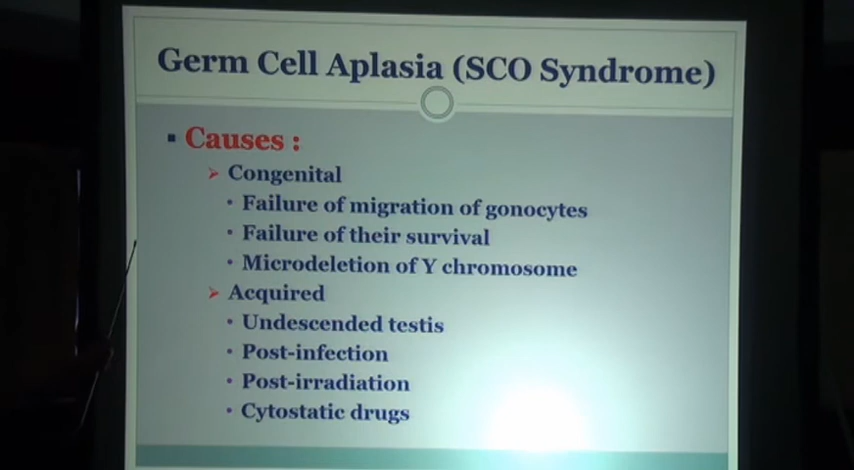 Germ Cell Aplasia (SCO Syndrome)
Causes :
Congenital
Failure of migration of gonocytes
Failure of their survival
Microdeletion of Y chromosome
Acquired
Undescended testis
Post-infection
Post-irradiation
Cytostatic drugs